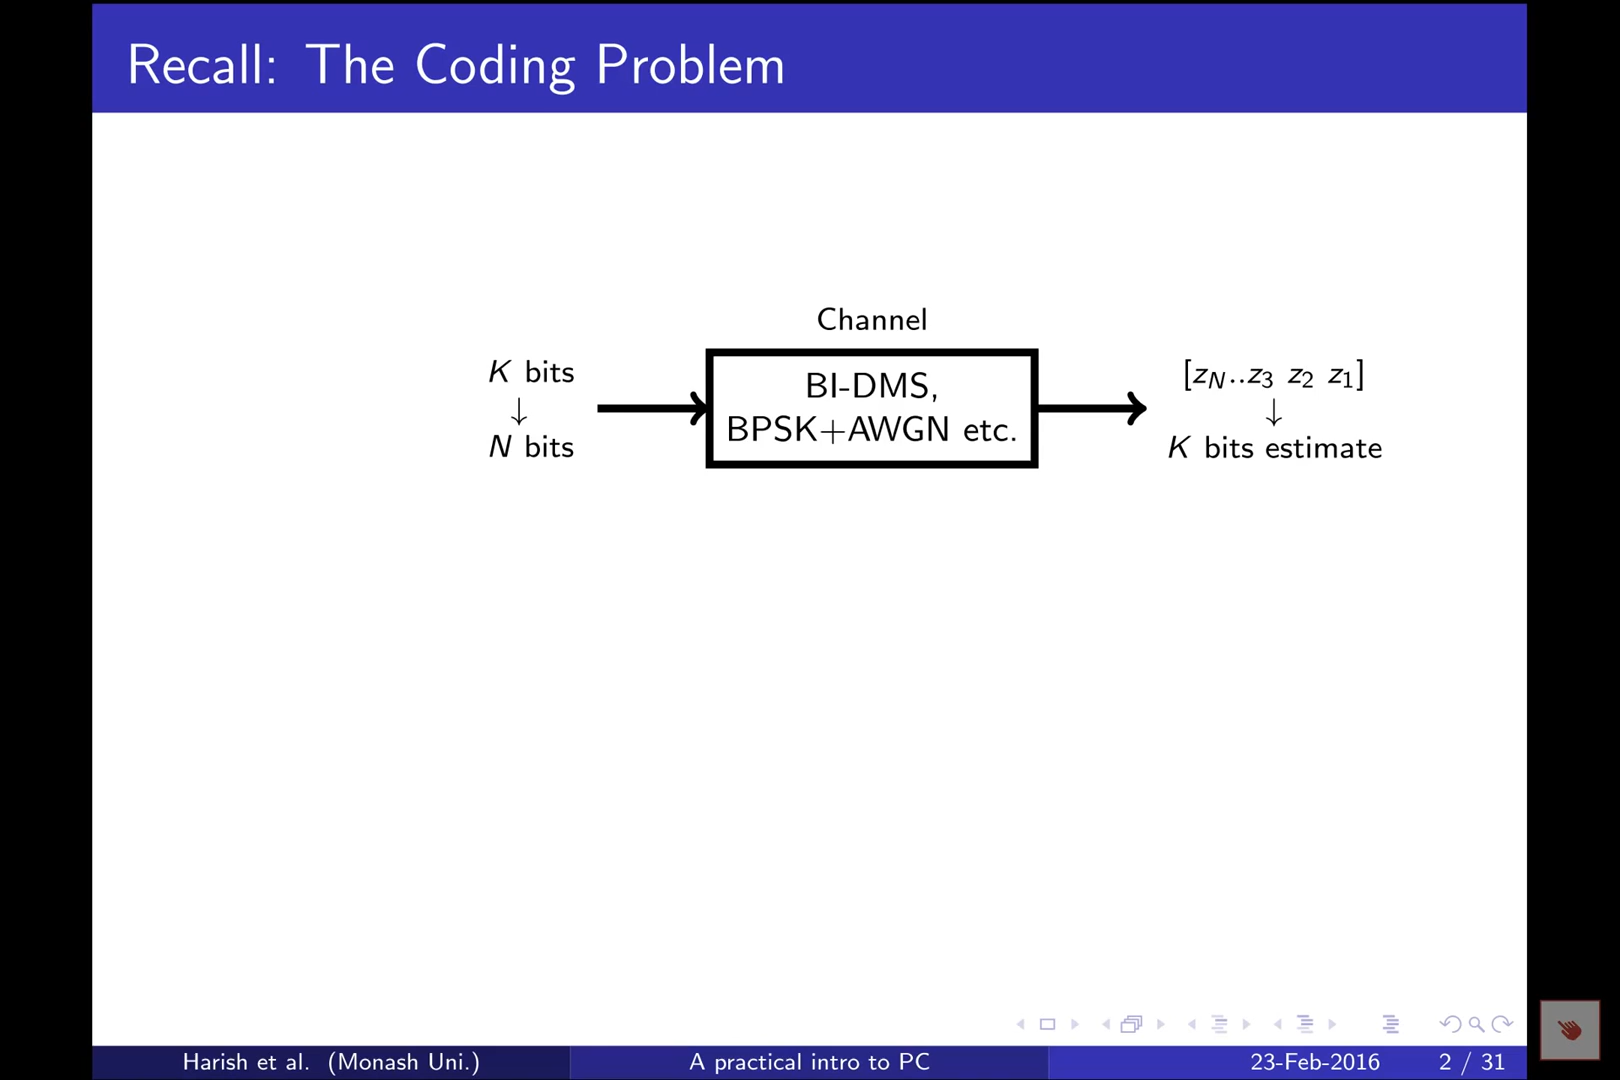 Recall: The Coding Problem
Channel
K bits
↓
N bits
BI-DMS,
BPSK+AWGN etc.
[z_N..z_3 z_2 z_1]
↓
K bits estimate
Harish et al. (Monash Uni.) A practical intro to PC 23-Feb-2016 2 / 31